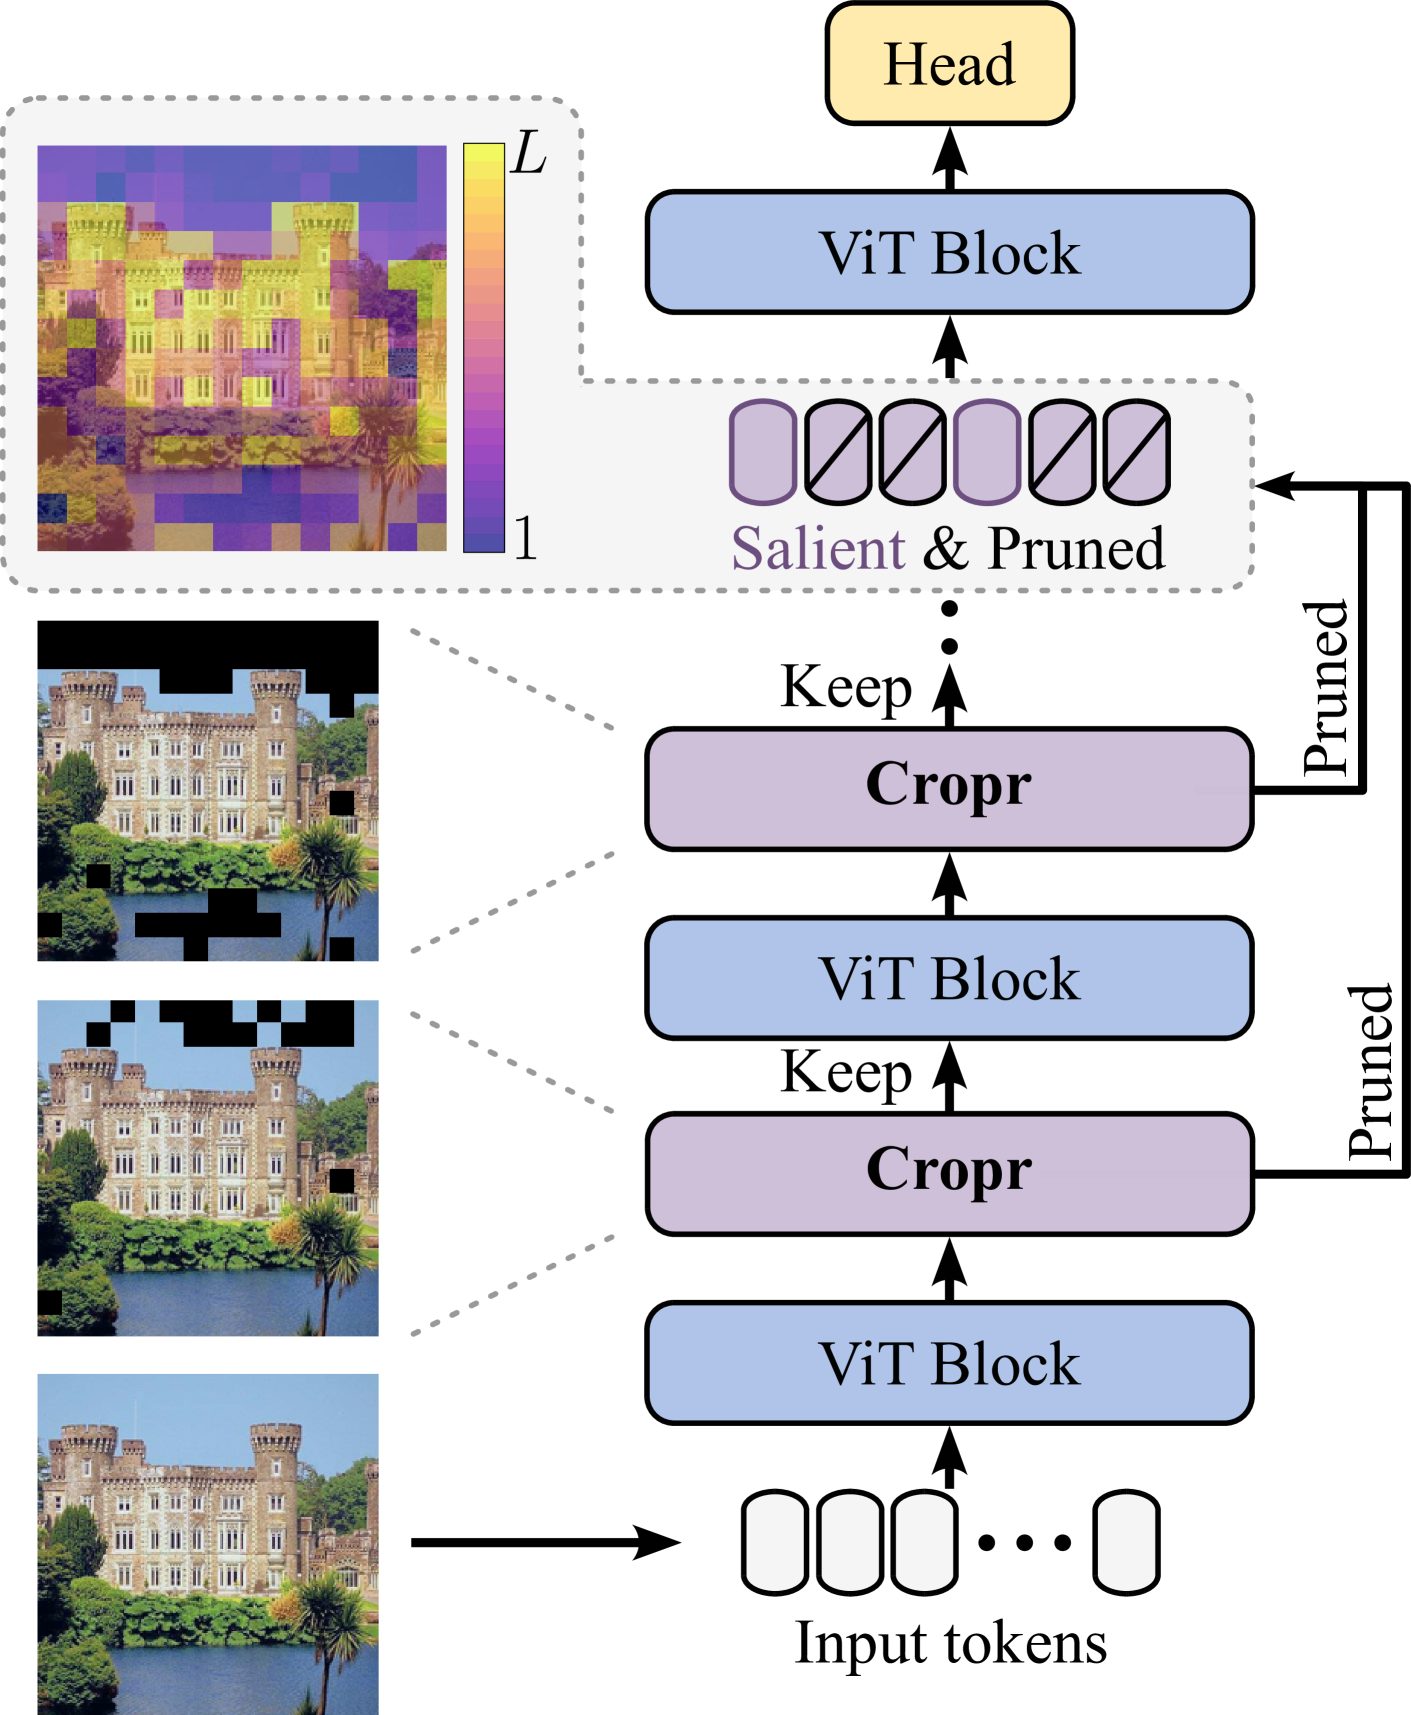 Head
L
ViT Block
1
Salient & Pruned
Keep
Pruned
Cropr
ViT Block
Keep
Pruned
Cropr
ViT Block
Input tokens